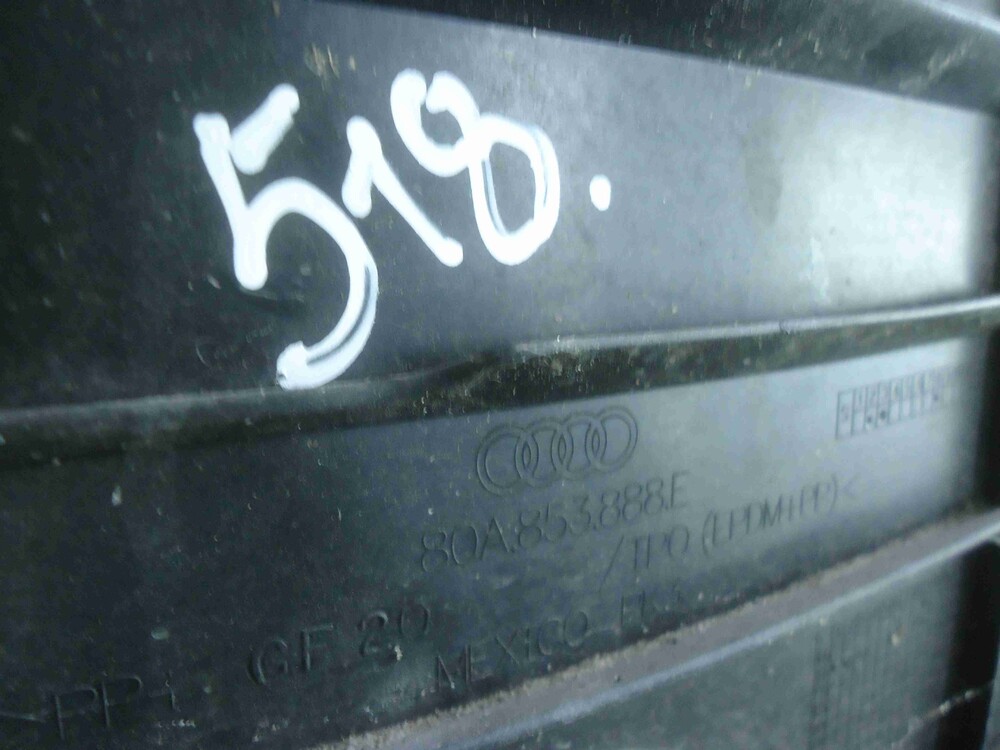 518.
80A.853.888.E
/TPO (EPDM+PP)<
GF 20
MEXICO